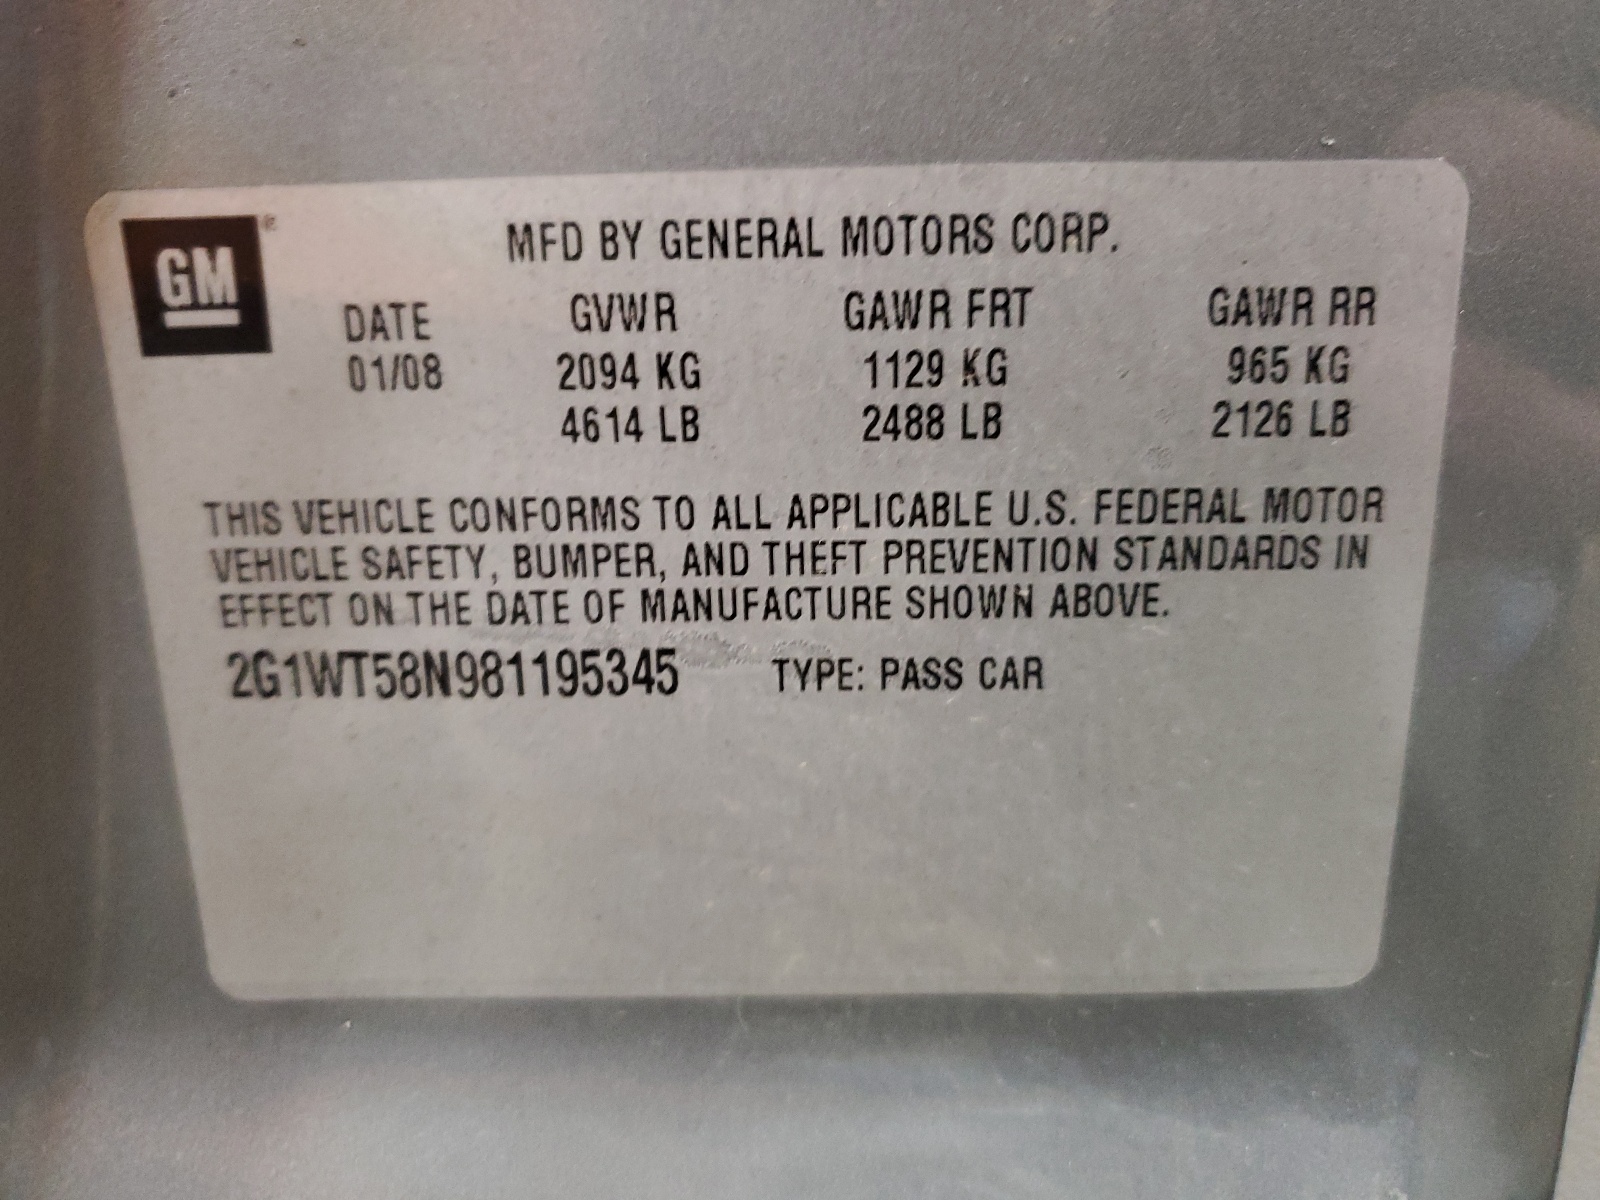 GM ®
MFD BY GENERAL MOTORS CORP.
DATE GVWR GAWR FRT GAWR RR
01/08 2094 KG 1129 KG 965 KG
4614 LB 2488 LB 2126 LB
THIS VEHICLE CONFORMS TO ALL APPLICABLE U.S. FEDERAL MOTOR
VEHICLE SAFETY, BUMPER, AND THEFT PREVENTION STANDARDS IN
EFFECT ON THE DATE OF MANUFACTURE SHOWN ABOVE.
2G1WT58N981195345 TYPE: PASS CAR